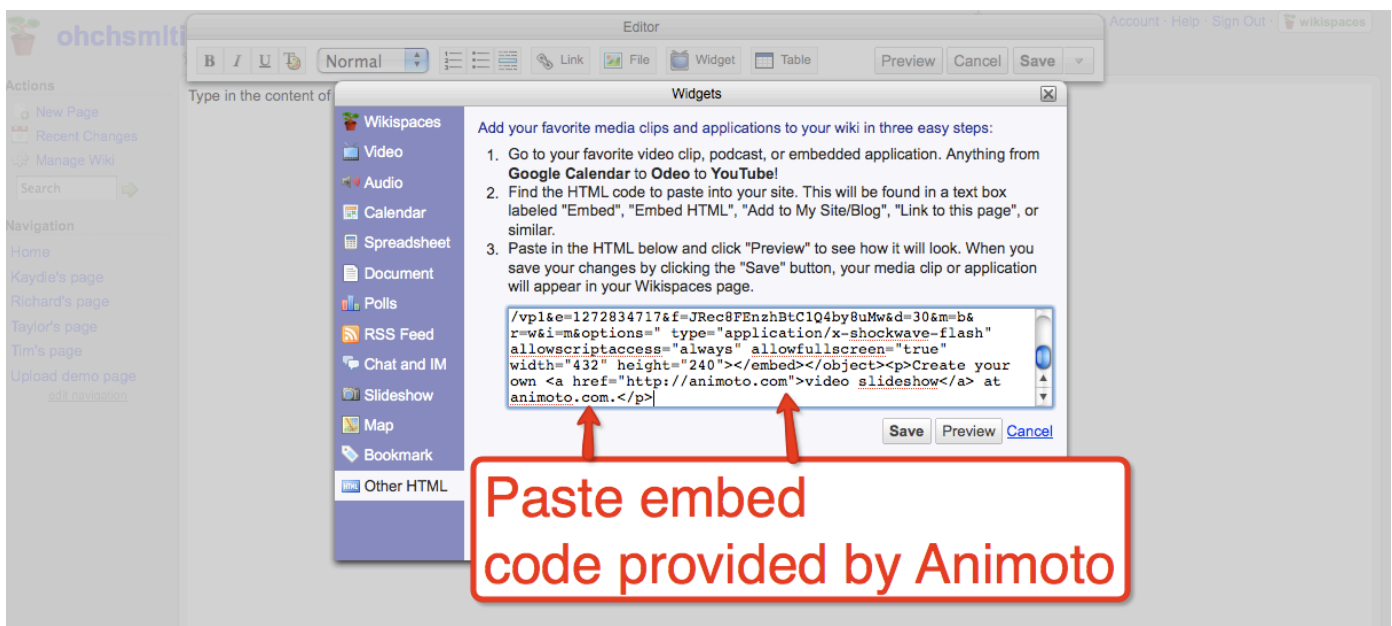 ohchsmlti
Editor
Account · Help · Sign Out · wikispaces
B I U Normal Link File Widget Table Preview Cancel Save
Actions
New Page
Recent Changes
Manage Wiki
Search
Navigation
Home
Kaydie's page
Richard's page
Taylor's page
Tim's page
Upload demo page
edit navigation
Type in the content of
Widgets
Wikispaces
Video
Audio
Calendar
Spreadsheet
Document
Polls
RSS Feed
Chat and IM
Slideshow
Map
Bookmark
HTML Other HTML
Add your favorite media clips and applications to your wiki in three easy steps:
1. Go to your favorite video clip, podcast, or embedded application. Anything from
Google Calendar to Odeo to YouTube!
2. Find the HTML code to paste into your site. This will be found in a text box
labeled "Embed", "Embed HTML", "Add to My Site/Blog", "Link to this page", or
similar.
3. Paste in the HTML below and click "Preview" to see how it will look. When you
save your changes by clicking the "Save" button, your media clip or application
will appear in your Wikispaces page.
/vp1&e=1272834717&f=JRec8FEnzhBtC1Q4by8uMw&d=30&m=b&
r=w&i=m&options=" type="application/x-shockwave-flash"
allowscriptaccess="always" allowfullscreen="true"
width="432" height="240"></embed></object><p>Create your
own <a href="http://animoto.com">video slideshow</a> at
animoto.com.</p>
Save Preview Cancel
Paste embed
code provided by Animoto